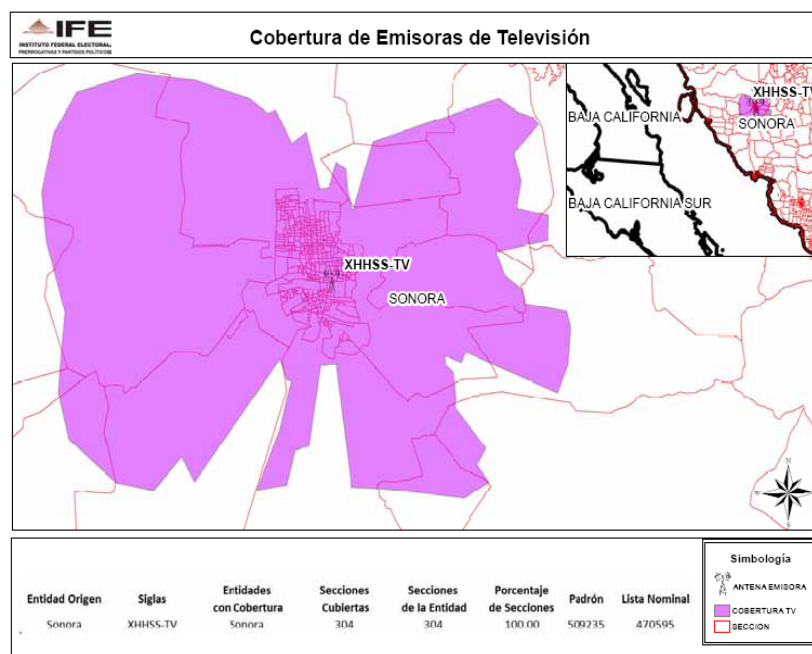 IFE
INSTITUTO FEDERAL ELECTORAL
PRERROGATIVAS Y PARTIDOS POLÍTICOS
Cobertura de Emisoras de Televisión
XHHSS-TV
SONORA
BAJA CALIFORNIA
BAJA CALIFORNIA SUR
XHHSS-TV
SONORA
N
W
S
Entidad Origen Siglas Entidades con Cobertura Secciones Cubiertas Secciones de la Entidad Porcentaje de Secciones Padrón Lista Nominal
Sonora XHHSS-TV Sonora 304 304 100.00 509235 470595
Simbología
ANTENA EMISORA
COBERTURA TV
SECCION